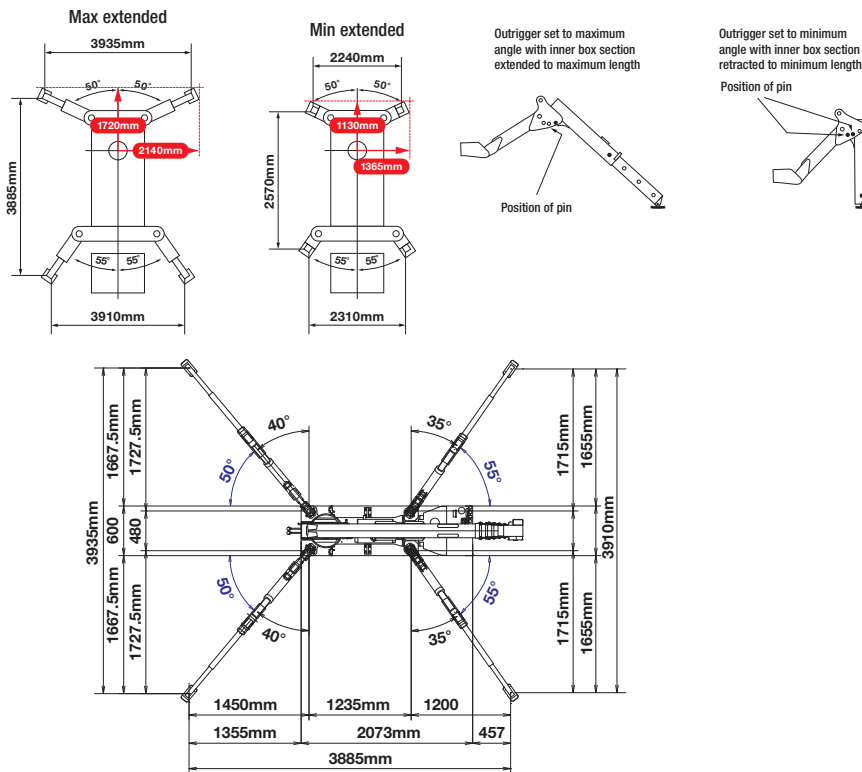 Max extended
3935mm
50°
50°
1720mm
2140mm
3885mm
55°
55°
3910mm
Min extended
2240mm
50°
50°
1130mm
1365mm
2570mm
55°
55°
2310mm
Outrigger set to maximum
angle with inner box section
extended to maximum length
Position of pin
Outrigger set to minimum
angle with inner box section
retracted to minimum length
Position of pin
40°
35°
50°
55°
3935mm
1667.5mm
1727.5mm
600
480
1667.5mm
1727.5mm
1715mm
1655mm
3910mm
1715mm
1655mm
50°
55°
40°
35°
1450mm
1235mm
1200
1355mm
2073mm
457
3885mm